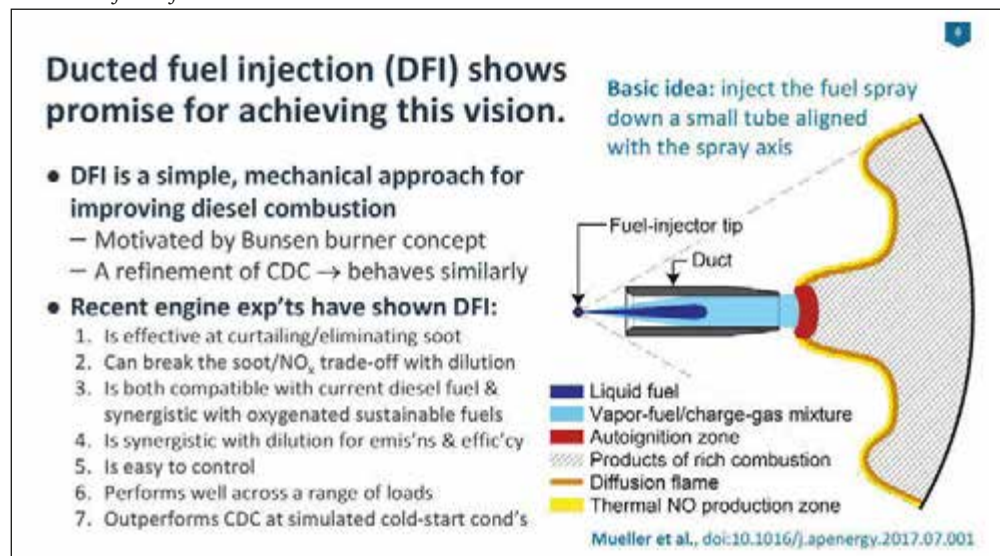 6
Ducted fuel injection (DFI) shows
promise for achieving this vision.
● DFI is a simple, mechanical approach for
improving diesel combustion
– Motivated by Bunsen burner concept
– A refinement of CDC → behaves similarly
● Recent engine exp'ts have shown DFI:
1. Is effective at curtailing/eliminating soot
2. Can break the soot/NOx trade-off with dilution
3. Is both compatible with current diesel fuel &
synergistic with oxygenated sustainable fuels
4. Is synergistic with dilution for emis'ns & effic'cy
5. Is easy to control
6. Performs well across a range of loads
7. Outperforms CDC at simulated cold-start cond's
Basic idea: inject the fuel spray
down a small tube aligned
with the spray axis
Fuel-injector tip
Duct
Liquid fuel
Vapor-fuel/charge-gas mixture
Autoignition zone
Products of rich combustion
Diffusion flame
Thermal NO production zone
Mueller et al., doi:10.1016/j.apenergy.2017.07.001